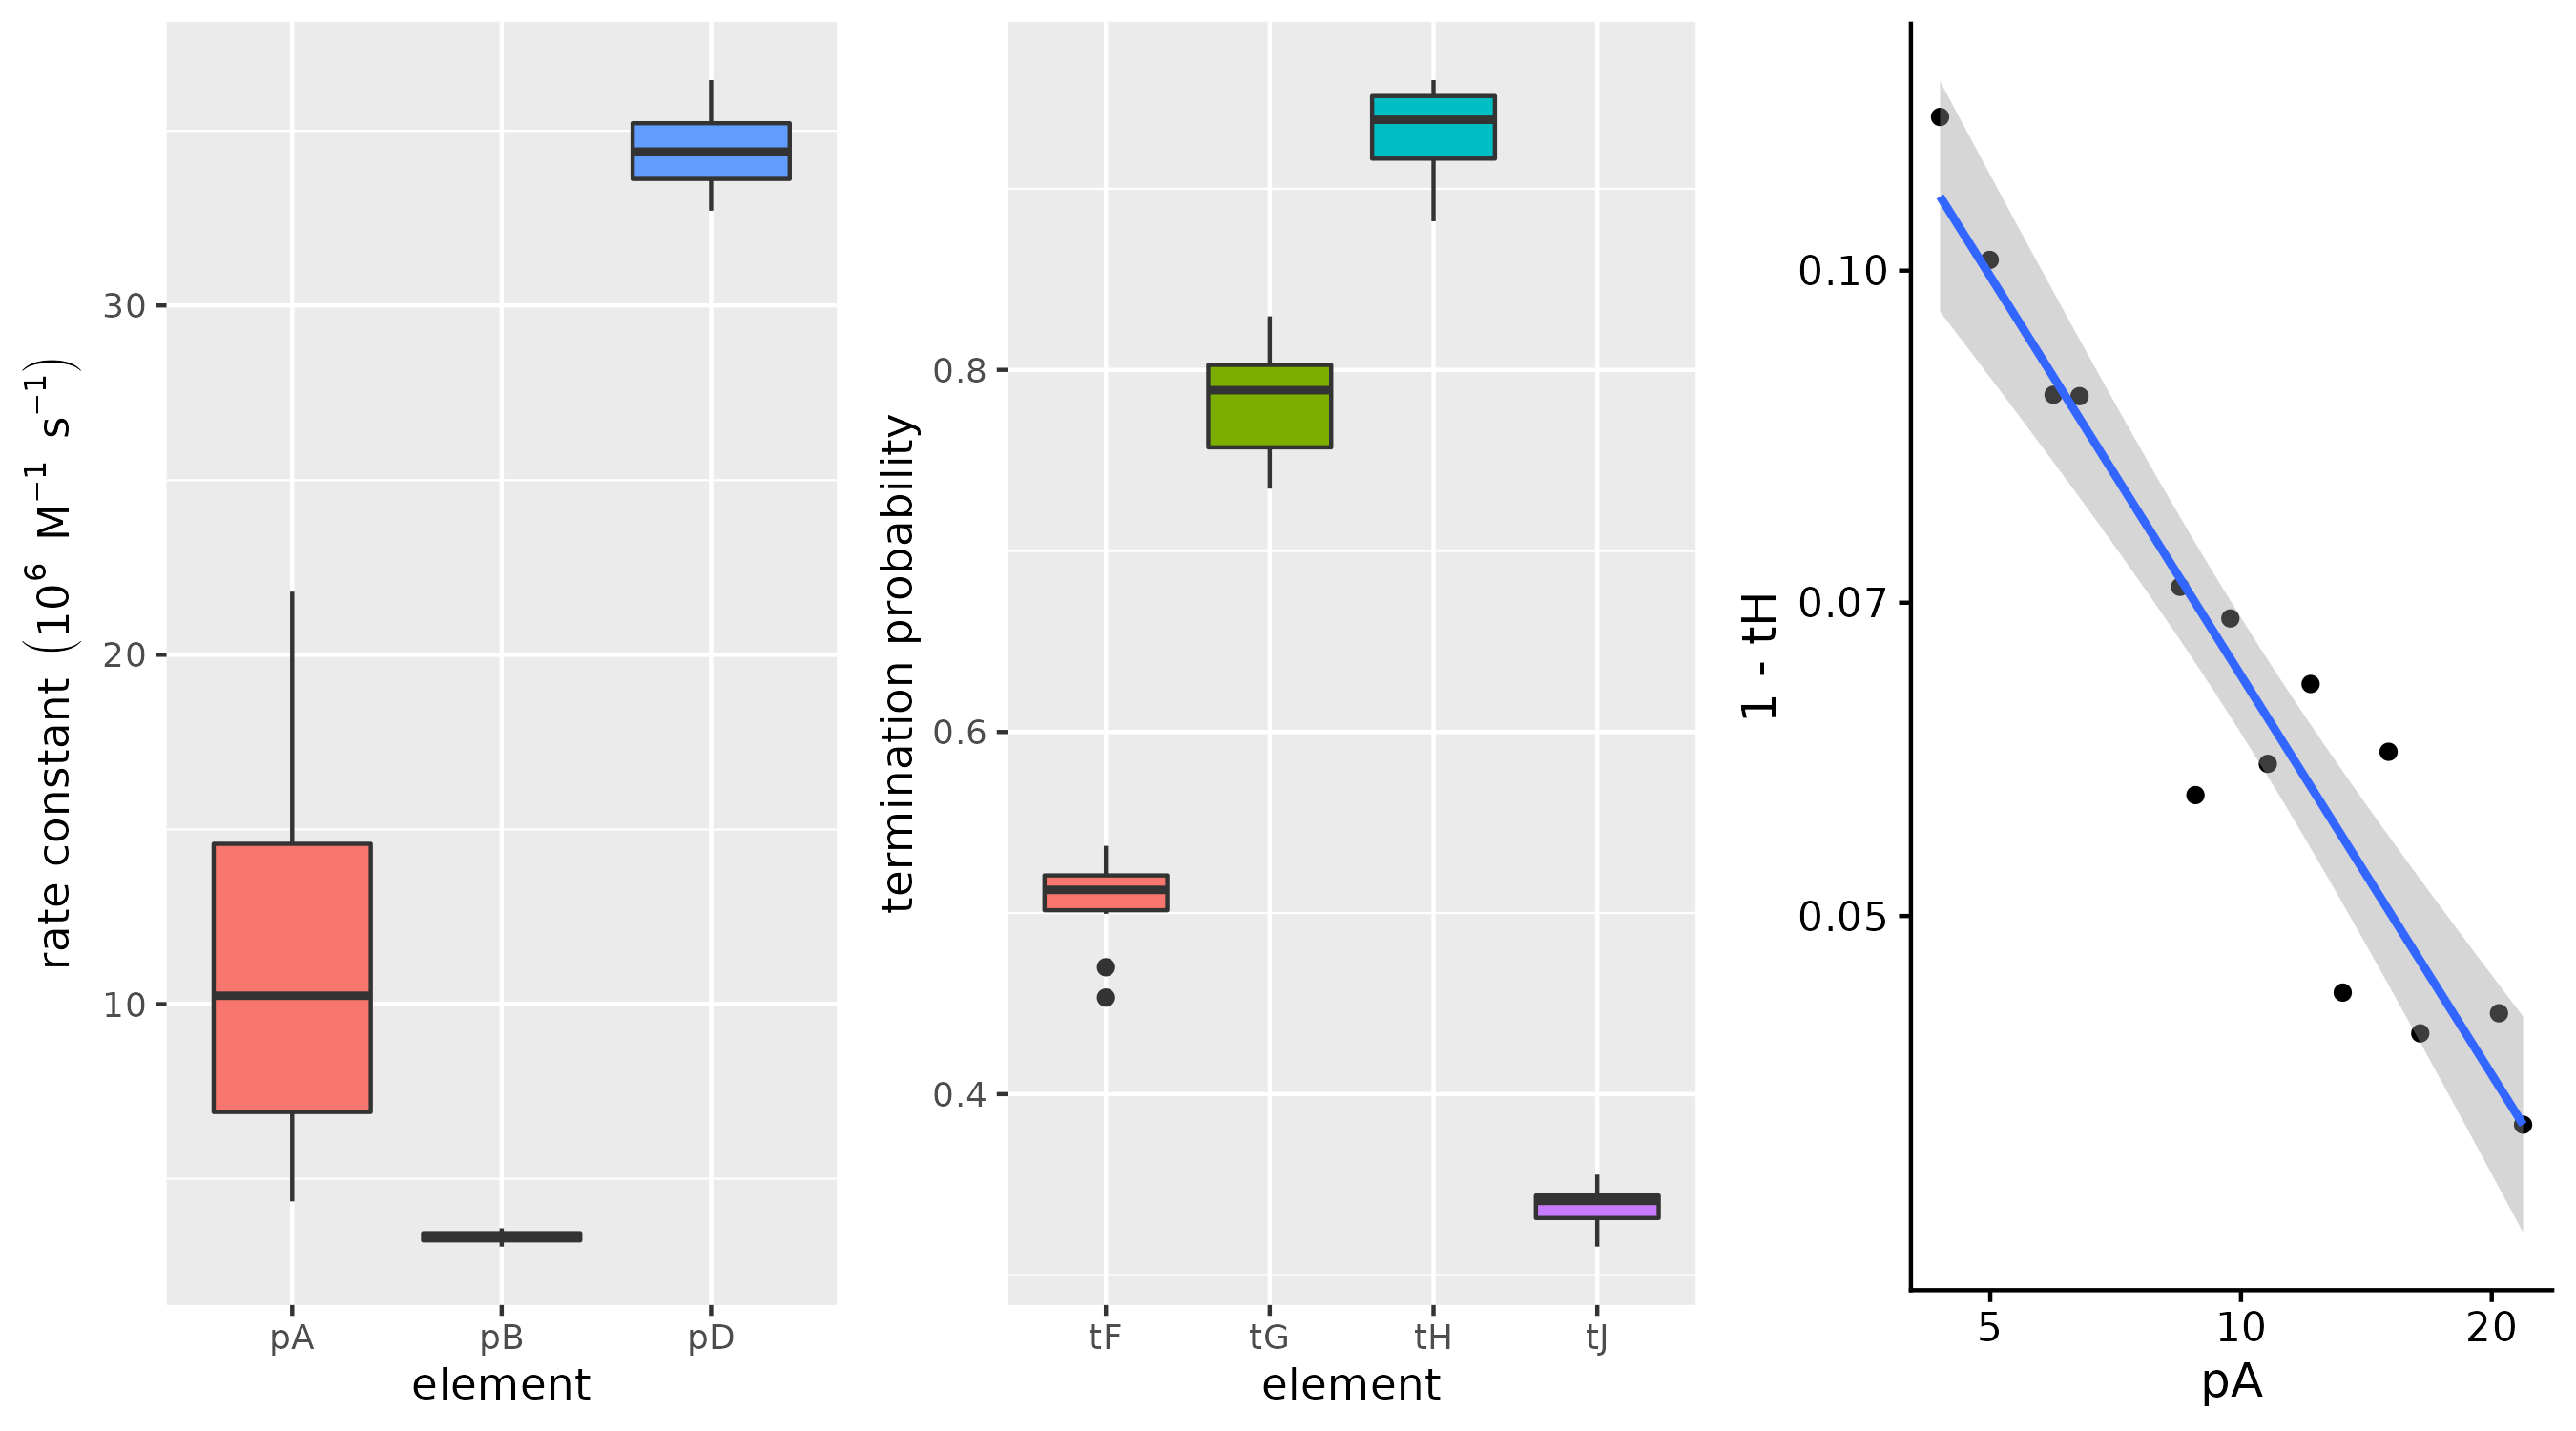 rate constant (10⁶ M⁻¹ s⁻¹)
30
20
10
pA pB pD
element
termination probability
0.8
0.6
0.4
tF tG tH tJ
element
1 - tH
0.10
0.07
0.05
5 10 20
pA